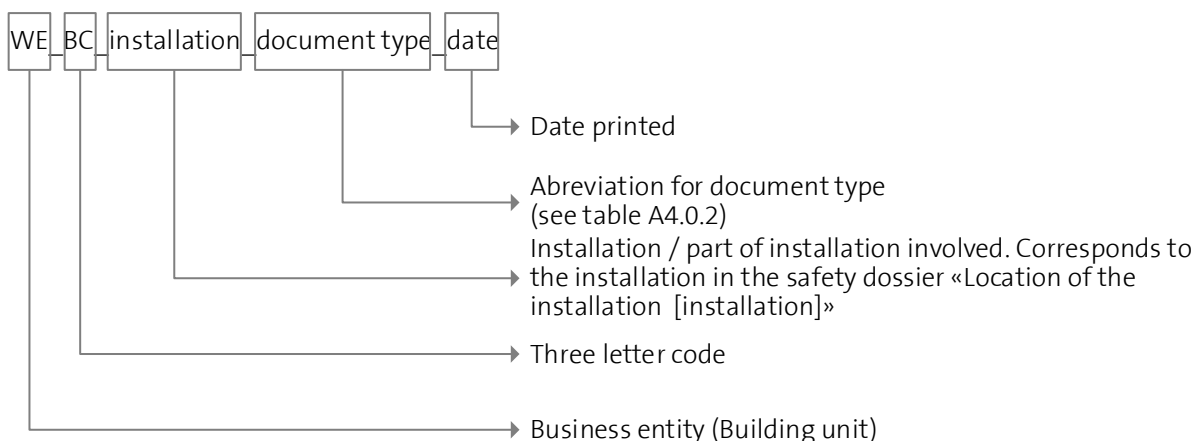 WE_BC_installation_document type_date
Date printed
Abreviation for document type
(see table A4.0.2)
Installation / part of installation involved. Corresponds to
the installation in the safety dossier «Location of the
installation [installation]»
Three letter code
Business entity (Building unit)